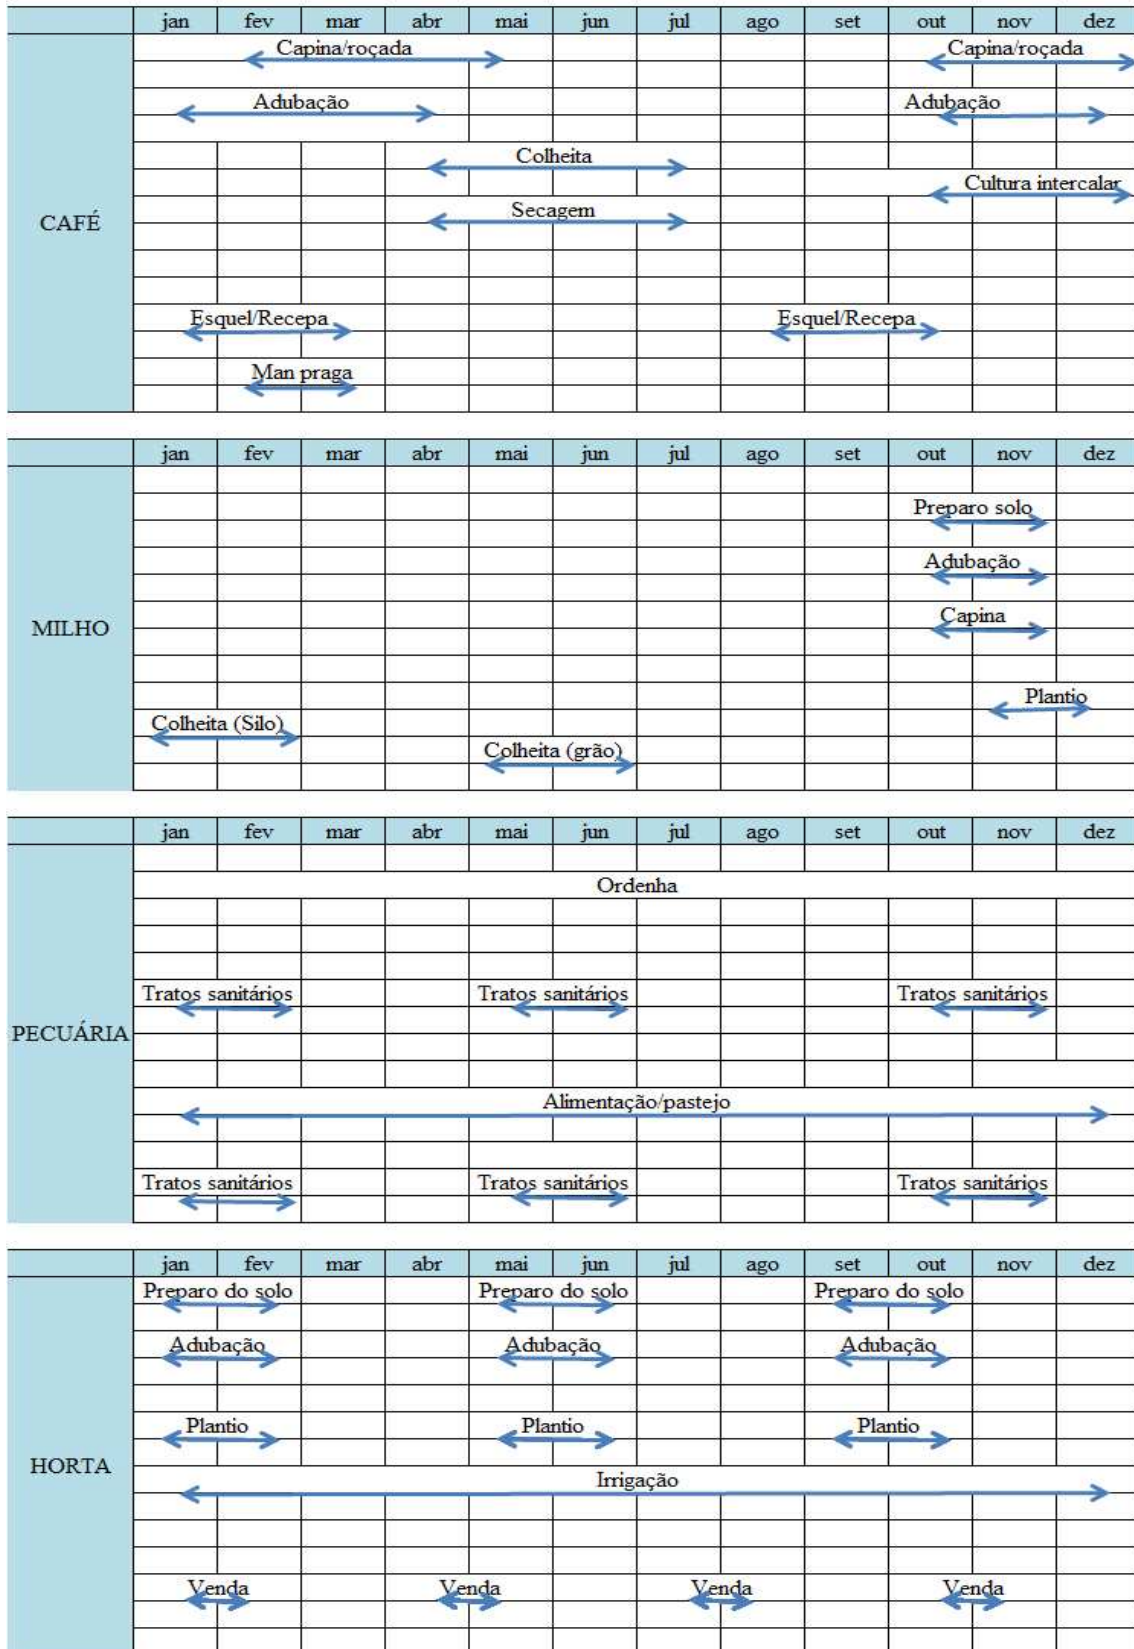 jan fev mar abr mai jun jul ago set out nov dez
Capina/roçada Capina/roçada
Adubação Adubação
Colheita
Cultura intercalar
Secagem
CAFÉ
Esquel/Recepa Esquel/Recepa
Man praga
jan fev mar abr mai jun jul ago set out nov dez
Preparo solo
Adubação
Capina
MILHO
Plantio
Colheita (Silo)
Colheita (grão)
jan fev mar abr mai jun jul ago set out nov dez
Ordenha
Tratos sanitários Tratos sanitários Tratos sanitários
PECUÁRIA
Alimentação/pastejo
Tratos sanitários Tratos sanitários Tratos sanitários
jan fev mar abr mai jun jul ago set out nov dez
Preparo do solo Preparo do solo Preparo do solo
Adubação Adubação Adubação
Plantio Plantio Plantio
HORTA
Irrigação
Venda Venda Venda Venda